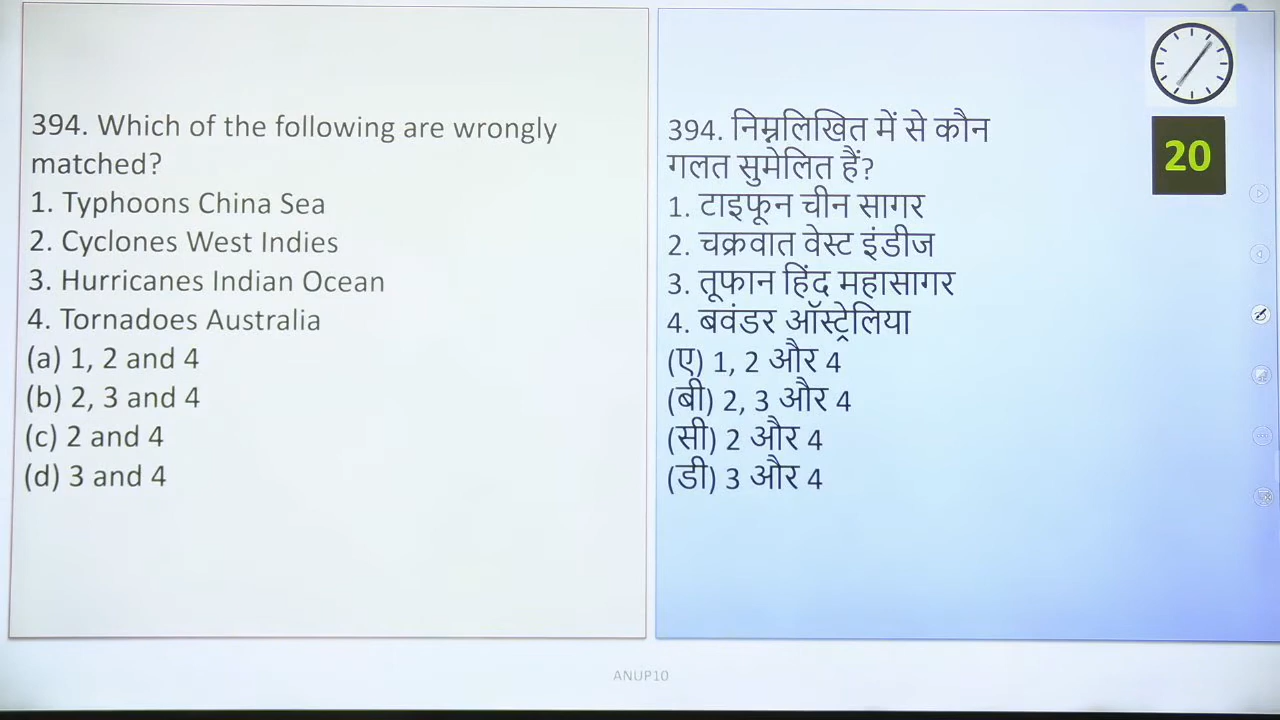 394. Which of the following are wrongly
matched?
1. Typhoons China Sea
2. Cyclones West Indies
3. Hurricanes Indian Ocean
4. Tornadoes Australia
(a) 1, 2 and 4
(b) 2, 3 and 4
(c) 2 and 4
(d) 3 and 4
394. निम्नलिखित में से कौन
गलत सुमेलित हैं?
1. टाइफून चीन सागर
2. चक्रवात वेस्ट इंडीज
3. तूफान हिंद महासागर
4. बवंडर ऑस्ट्रेलिया
(ए) 1, 2 और 4
(बी) 2, 3 और 4
(सी) 2 और 4
(डी) 3 और 4
20
ANUP10